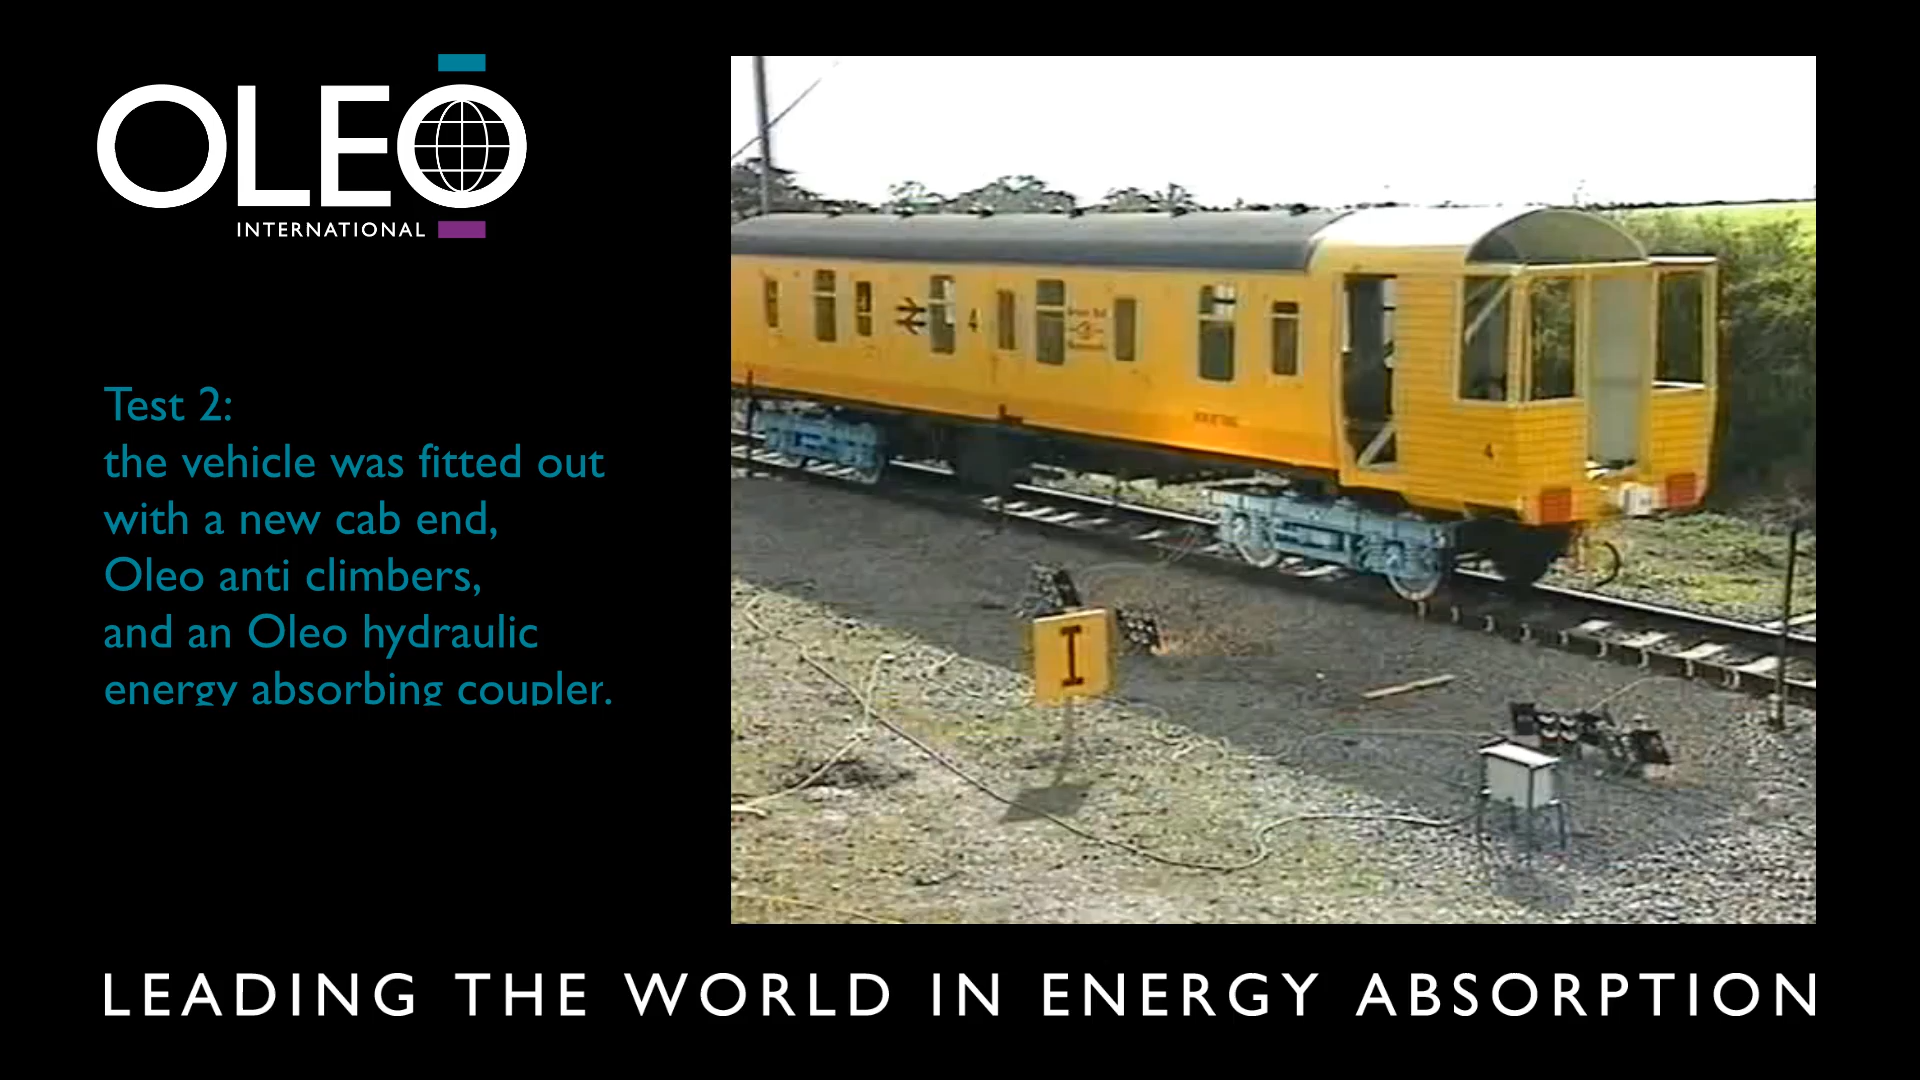 OLEO
INTERNATIONAL
Test 2:
the vehicle was fitted out
with a new cab end,
Oleo anti climbers,
and an Oleo hydraulic
energy absorbing coupler.
4
4
I
LEADING THE WORLD IN ENERGY ABSORPTION